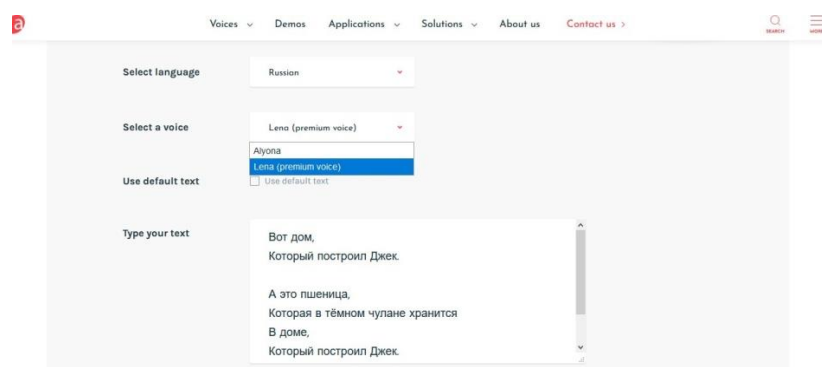 a
Voices Demos Applications Solutions About us Contact us >
SEARCH
MORE
Select language
Russian
Select a voice
Lena (premium voice)
Alyona
Lena (premium voice)
Use default text
Use default text
Type your text
Вот дом,
Который построил Джек.
А это пшеница,
Которая в тёмном чулане хранится
В доме,
Который построил Джек.